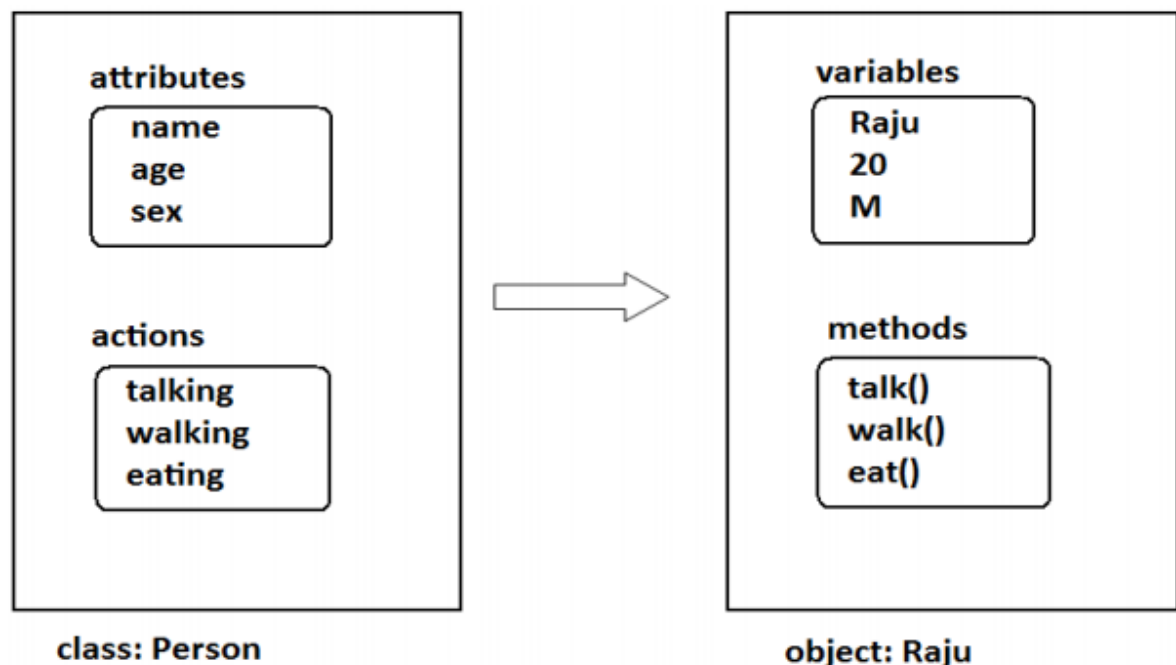 attributes
name
age
sex
actions
talking
walking
eating
class: Person
variables
Raju
20
M
methods
talk()
walk()
eat()
object: Raju